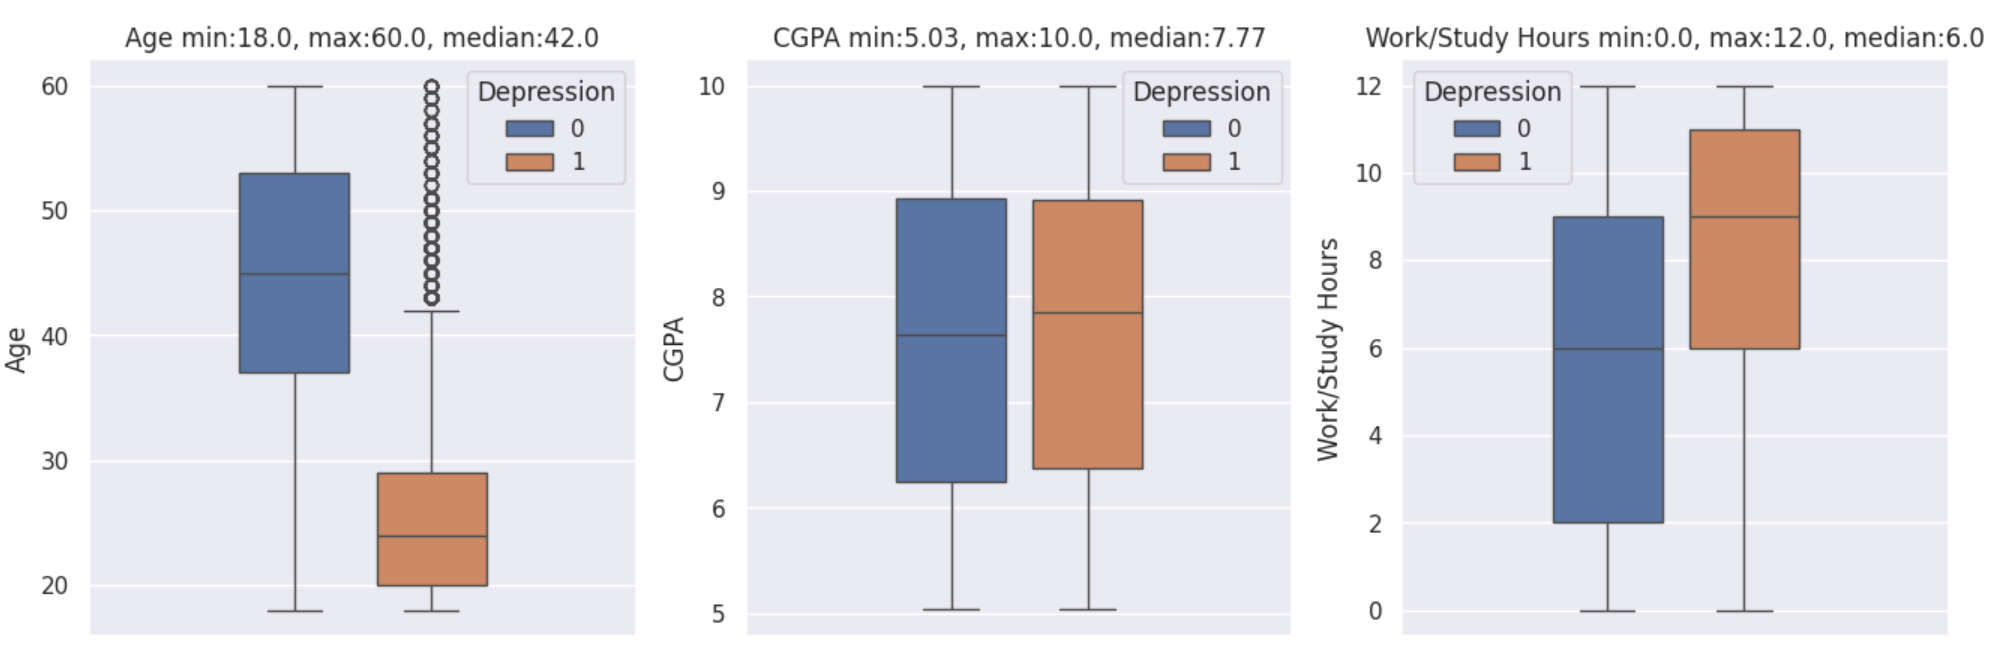 Age min:18.0, max:60.0, median:42.0
60
50
40
30
20
Age
Depression
0
1
CGPA min:5.03, max:10.0, median:7.77
10
9
8
7
6
5
CGPA
Depression
0
1
Work/Study Hours min:0.0, max:12.0, median:6.0
12
10
8
6
4
2
0
Work/Study Hours
Depression
0
1